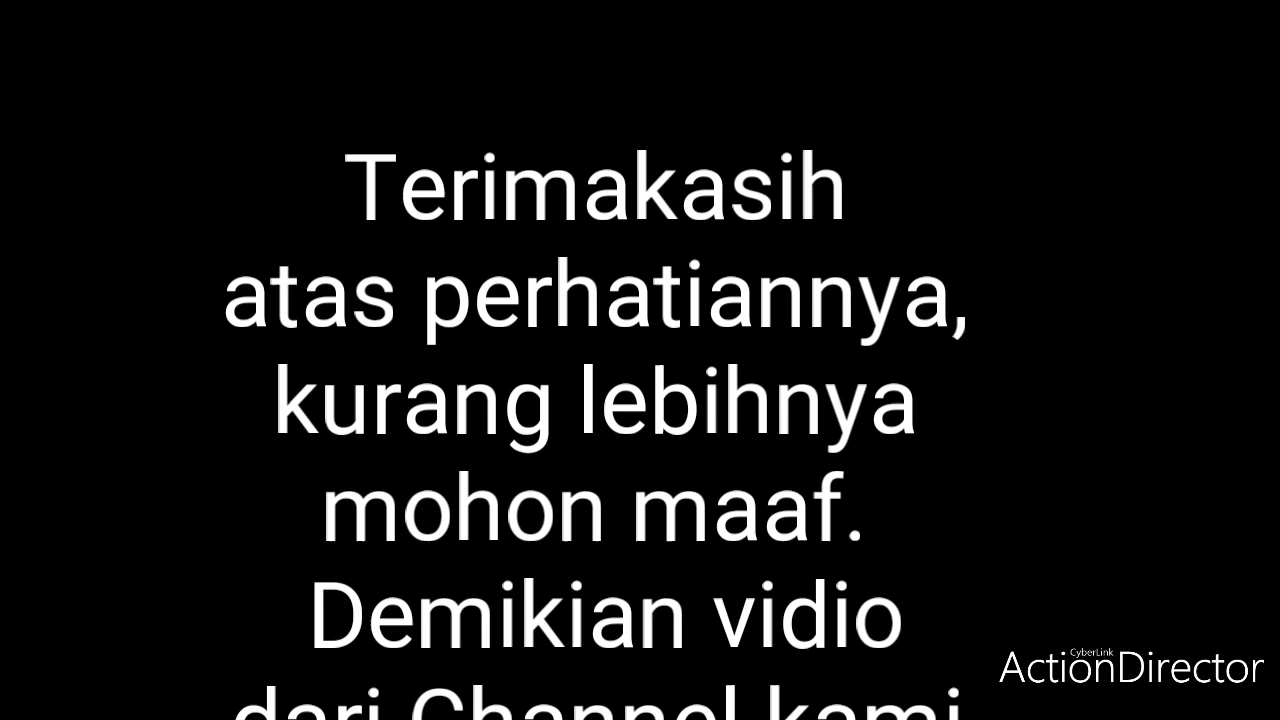 Terimakasih
atas perhatiannya,
kurang lebihnya
mohon maaf.
Demikian vidio
dari Channel kami
CyberLink
ActionDirector